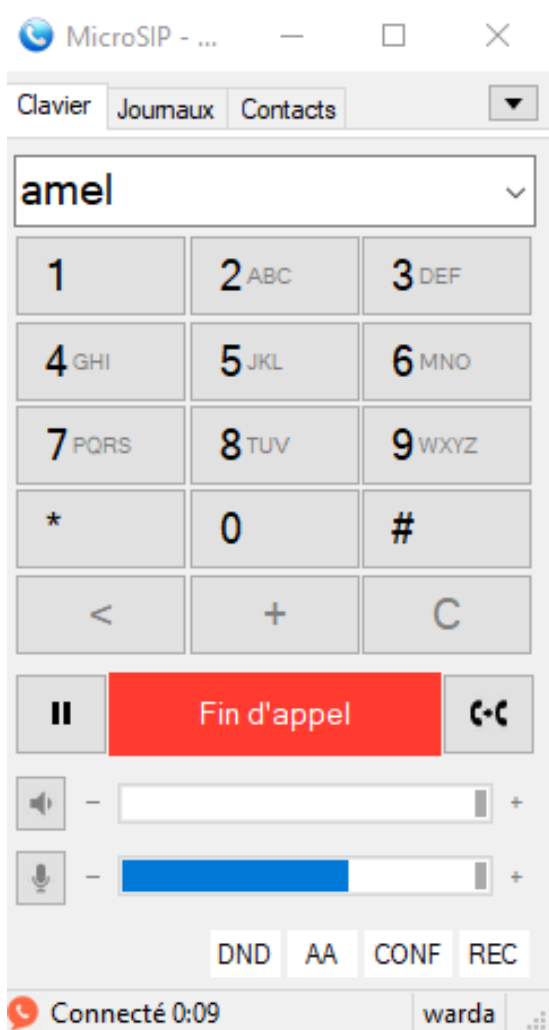 MicroSIP - ...
Clavier Journaux Contacts
amel
1 2 ABC 3 DEF
4 GHI 5 JKL 6 MNO
7 PQRS 8 TUV 9 WXYZ
* 0 #
< + C
Fin d'appel
- +
- +
DND AA CONF REC
Connecté 0:09 warda